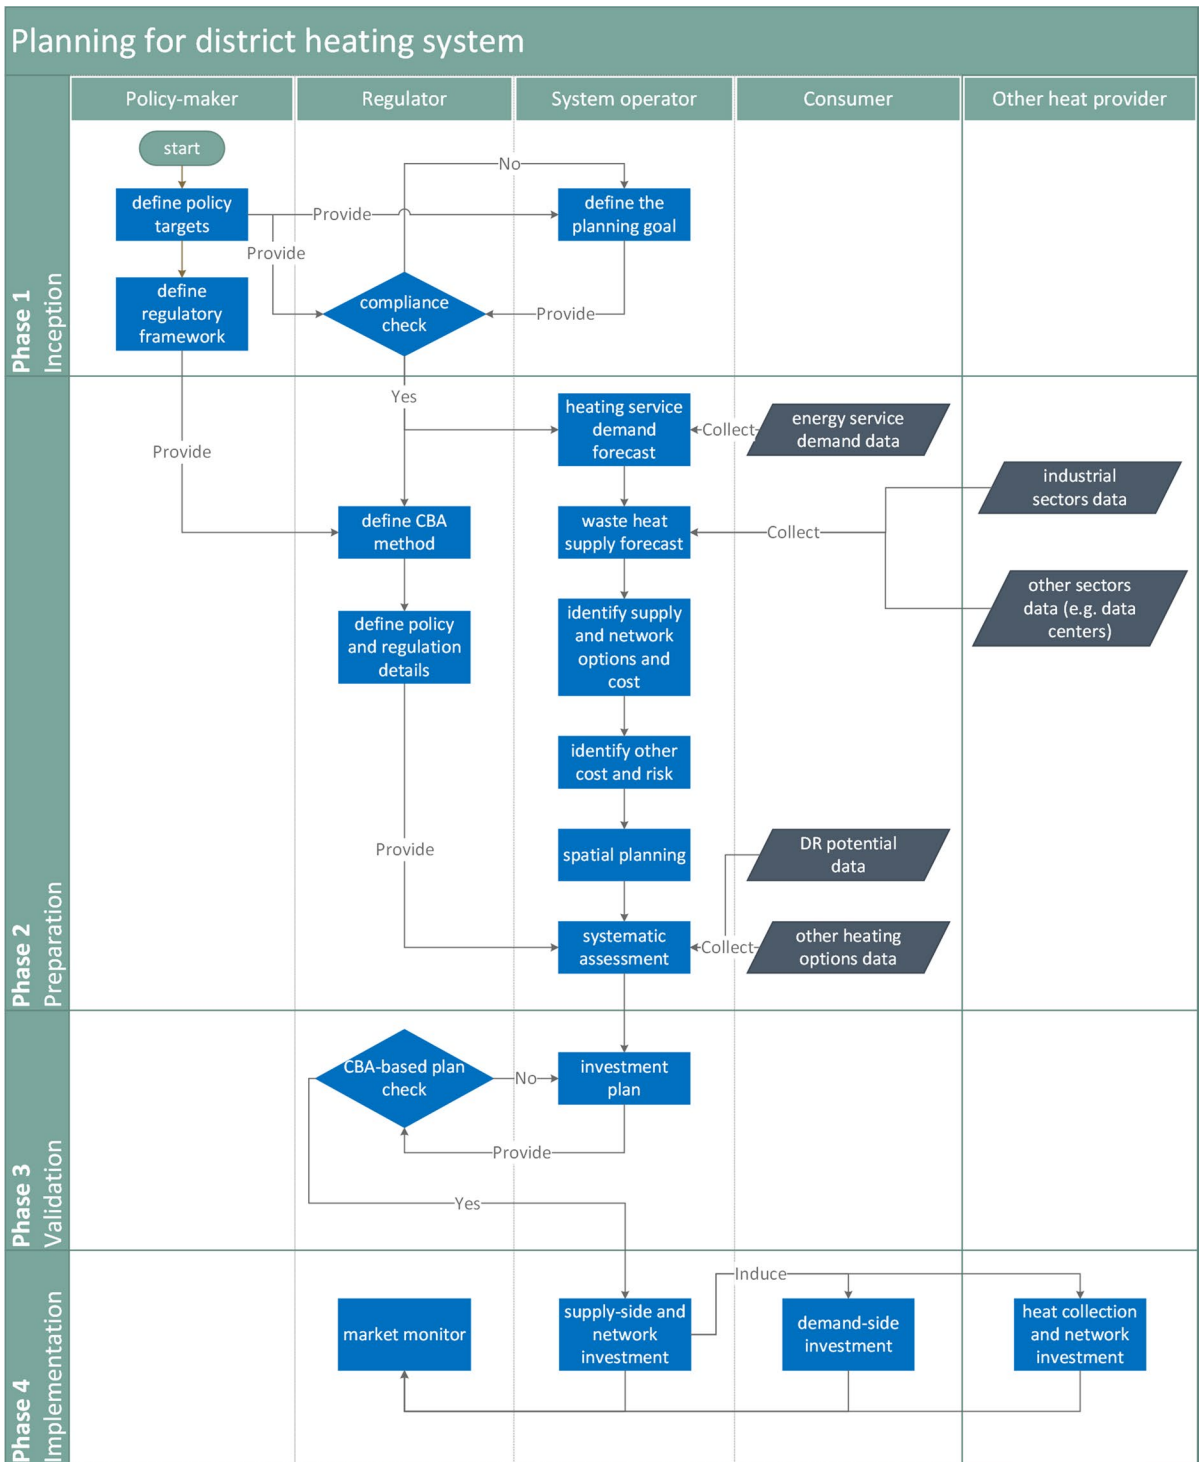 Planning for district heating system
Policy-maker
Regulator
System operator
Consumer
Other heat provider
Phase 1
Inception
start
No
define policy
targets
Provide
define the
planning goal
Provide
define
regulatory
framework
compliance
check
Provide
Phase 2
Preparation
Yes
heating service
demand
forecast
Collect
energy service
demand data
Provide
industrial
sectors data
define CBA
method
waste heat
supply forecast
Collect
other sectors
data (e.g. data
centers)
define policy
and regulation
details
identify supply
and network
options and
cost
identify other
cost and risk
Provide
spatial planning
DR potential
data
systematic
assessment
Collect
other heating
options data
Phase 3
Validation
CBA-based plan
check
No
investment
plan
Provide
Yes
Phase 4
Implementation
Induce
market monitor
supply-side and
network
investment
demand-side
investment
heat collection
and network
investment